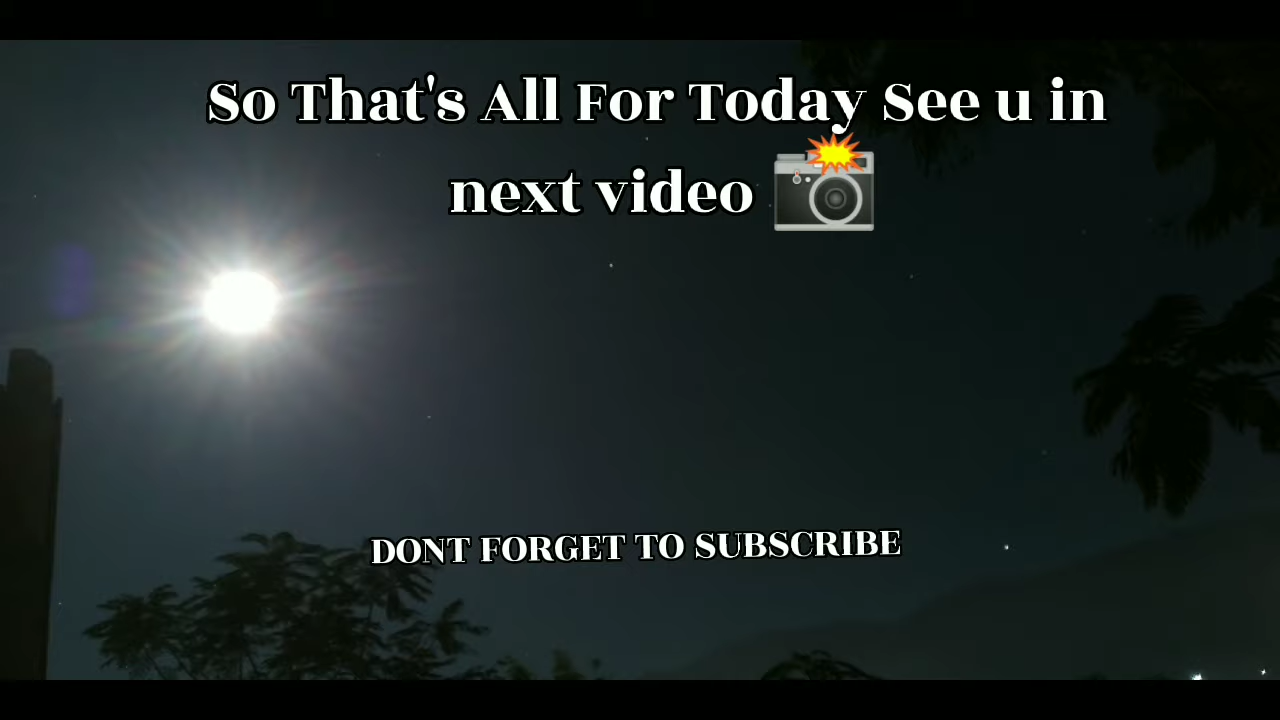 So That's All For Today See u in
next video 📸
DONT FORGET TO SUBSCRIBE